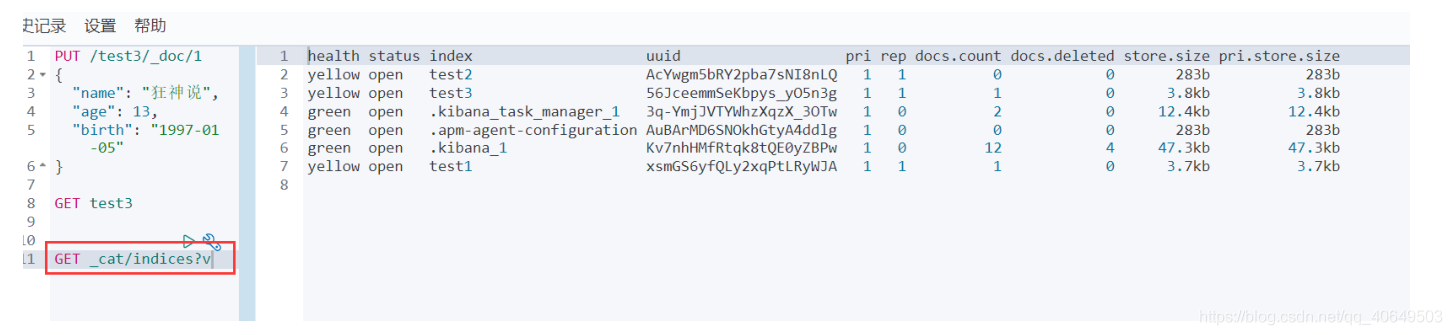 史记录 设置 帮助
1 PUT /test3/_doc/1
2 {
3 "name": "狂神说",
4 "age": 13,
5 "birth": "1997-01
-05"
6 }
7
8 GET test3
9
10
11 GET _cat/indices?v
1 health status index uuid pri rep docs.count docs.deleted store.size pri.store.size
2 yellow open test2 AcYwgm5bRY2pba7sNI8nLQ 1 1 0 0 283b 283b
3 yellow open test3 56JceemmSeKbpys_yO5n3g 1 1 1 0 3.8kb 3.8kb
4 green open .kibana_task_manager_1 3q-YmjJVTYWhzXqzX_3OTw 1 0 2 0 12.4kb 12.4kb
5 green open .apm-agent-configuration AuBArMD6SNOkhGtyA4ddlg 1 0 0 0 283b 283b
6 green open .kibana_1 Kv7nhHMfRtqk8tQE0yZBPw 1 0 12 4 47.3kb 47.3kb
7 yellow open test1 xsmGS6yfQLy2xqPtLRyWJA 1 1 1 0 3.7kb 3.7kb
8
https://blog.csdn.net/qq_40649503